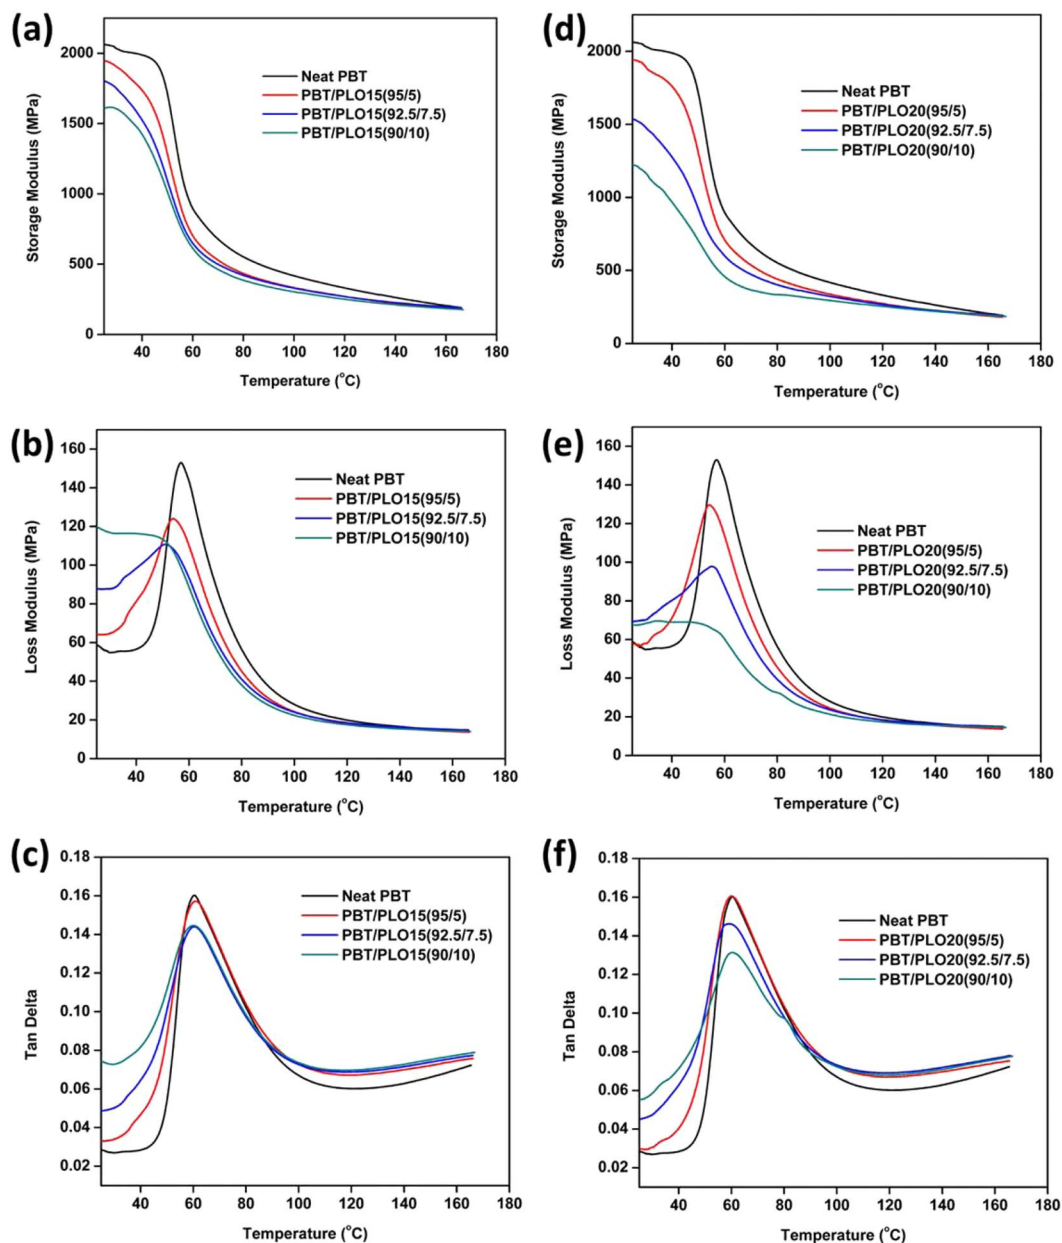 (a)
2000
1500
1000
500
0
Storage Modulus (MPa)
Neat PBT
PBT/PLO15(95/5)
PBT/PLO15(92.5/7.5)
PBT/PLO15(90/10)
40 60 80 100 120 140 160 180
Temperature (°C)
(d)
2000
1500
1000
500
0
Storage Modulus (MPa)
Neat PBT
PBT/PLO20(95/5)
PBT/PLO20(92.5/7.5)
PBT/PLO20(90/10)
40 60 80 100 120 140 160 180
Temperature (°C)
(b)
160
140
120
100
80
60
40
20
0
Loss Modulus (MPa)
Neat PBT
PBT/PLO15(95/5)
PBT/PLO15(92.5/7.5)
PBT/PLO15(90/10)
40 60 80 100 120 140 160 180
Temperature (°C)
(e)
160
140
120
100
80
60
40
20
0
Loss Modulus (MPa)
Neat PBT
PBT/PLO20(95/5)
PBT/PLO20(92.5/7.5)
PBT/PLO20(90/10)
40 60 80 100 120 140 160 180
Temperature (°C)
(c)
0.18
0.16
0.14
0.12
0.10
0.08
0.06
0.04
0.02
Tan Delta
Neat PBT
PBT/PLO15(95/5)
PBT/PLO15(92.5/7.5)
PBT/PLO15(90/10)
40 60 80 100 120 140 160 180
Temperature (°C)
(f)
0.18
0.16
0.14
0.12
0.10
0.08
0.06
0.04
0.02
Tan Delta
Neat PBT
PBT/PLO20(95/5)
PBT/PLO20(92.5/7.5)
PBT/PLO20(90/10)
40 60 80 100 120 140 160 180
Temperature (°C)